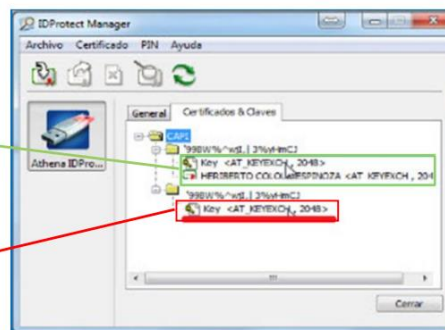 IDProtect Manager
Archivo Certificado PIN Ayuda
General Certificados & Claves
Athena IDPro...
CAPI
Key <AT_KEYEXCH, 2048>
HERIBERTO ESPINOZA <AT_KEYEXCH, 204
Key <AT_KEYEXCH, 2048>
Cerrar